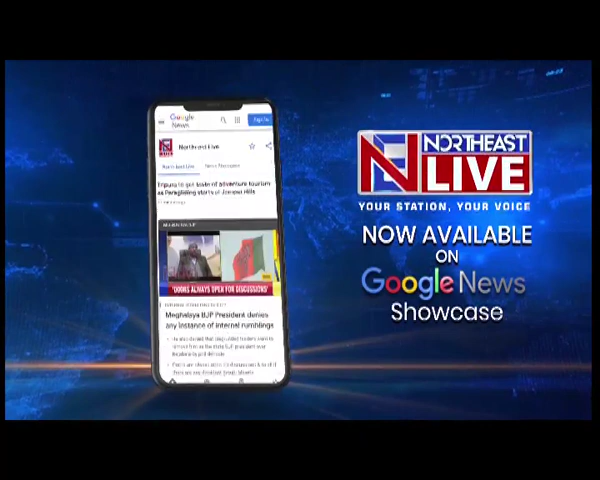 Google
News
Northeast Live
Northeast Live
Tripura to get taste of adventure tourism
as Paragliding starts at Jampui Hills
'DOORS ALWAYS OPEN FOR DISCUSSIONS'
Meghalaya BJP President denies
any instance of internal rumblings
NORTHEAST
LIVE
YOUR STATION, YOUR VOICE
NOW AVAILABLE
ON
Google News
Showcase